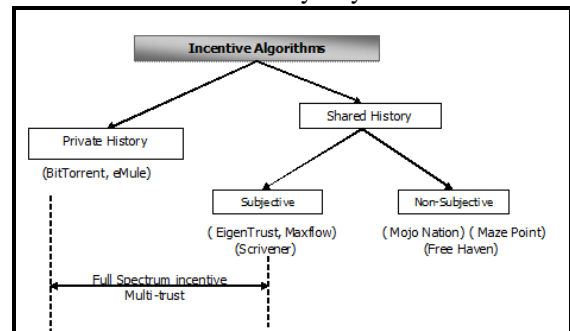 Incentive Algorithms
Shared History
Private History
(BitTorrent, eMule)
Subjective
Non-Subjective
( EigenTrust, Maxflow)
( Mojo Nation) ( Maze Point)
(Scrivener)
(Free Haven)
Full Spectrum incentive
Multi-trust